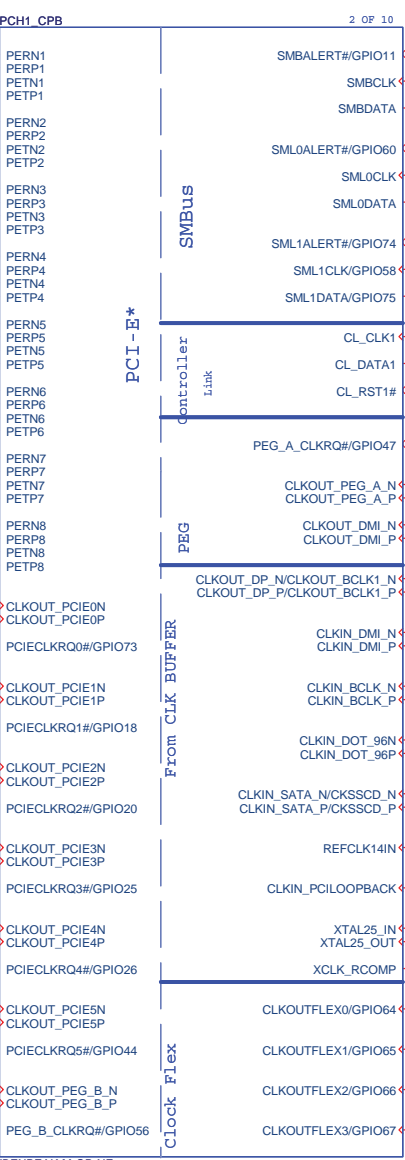 PCH1_CPB
2 OF 10
PERN1
PERP1
PETN1
PETP1
PERN2
PERP2
PETN2
PETP2
PERN3
PERP3
PETN3
PETP3
PERN4
PERP4
PETN4
PETP4
PERN5
PERP5
PETN5
PETP5
PERN6
PERP6
PETN6
PETP6
PERN7
PERP7
PETN7
PETP7
PERN8
PERP8
PETN8
PETP8
CLKOUT_PCIE0N
CLKOUT_PCIE0P
PCIECLKRQ0#/GPIO73
CLKOUT_PCIE1N
CLKOUT_PCIE1P
PCIECLKRQ1#/GPIO18
CLKOUT_PCIE2N
CLKOUT_PCIE2P
PCIECLKRQ2#/GPIO20
CLKOUT_PCIE3N
CLKOUT_PCIE3P
PCIECLKRQ3#/GPIO25
CLKOUT_PCIE4N
CLKOUT_PCIE4P
PCIECLKRQ4#/GPIO26
CLKOUT_PCIE5N
CLKOUT_PCIE5P
PCIECLKRQ5#/GPIO44
CLKOUT_PEG_B_N
CLKOUT_PEG_B_P
PEG_B_CLKRQ#/GPIO56
PCI-E*
SMBus
Controller
Link
PEG
From CLK BUFFER
Clock Flex
SMBALERT#/GPIO11
SMBCLK
SMBDATA
SML0ALERT#/GPIO60
SML0CLK
SML0DATA
SML1ALERT#/GPIO74
SML1CLK/GPIO58
SML1DATA/GPIO75
CL_CLK1
CL_DATA1
CL_RST1#
PEG_A_CLKRQ#/GPIO47
CLKOUT_PEG_A_N
CLKOUT_PEG_A_P
CLKOUT_DMI_N
CLKOUT_DMI_P
CLKOUT_DP_N/CLKOUT_BCLK1_N
CLKOUT_DP_P/CLKOUT_BCLK1_P
CLKIN_DMI_N
CLKIN_DMI_P
CLKIN_BCLK_N
CLKIN_BCLK_P
CLKIN_DOT_96N
CLKIN_DOT_96P
CLKIN_SATA_N/CKSSCD_N
CLKIN_SATA_P/CKSSCD_P
REFCLK14IN
CLKIN_PCILOOPBACK
XTAL25_IN
XTAL25_OUT
XCLK_RCOMP
CLKOUTFLEX0/GPIO64
CLKOUTFLEX1/GPIO65
CLKOUTFLEX2/GPIO66
CLKOUTFLEX3/GPIO67